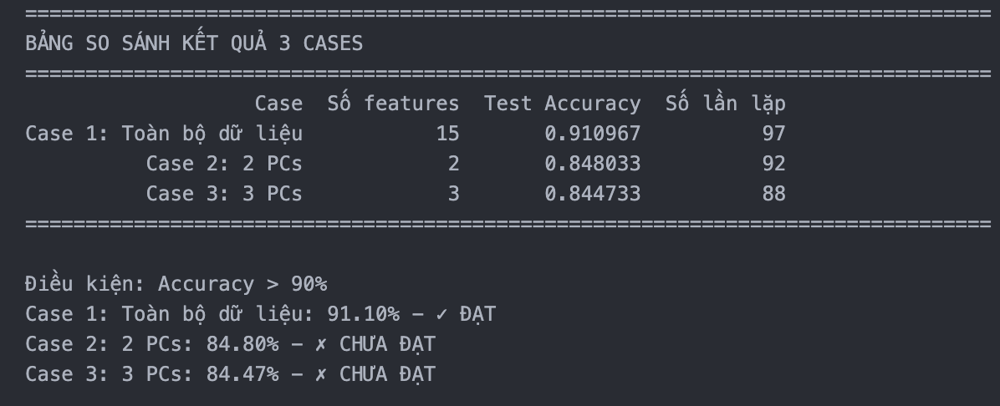 ================================================================================
BẢNG SO SÁNH KẾT QUẢ 3 CASES
================================================================================
Case Số features Test Accuracy Số lần lặp
Case 1: Toàn bộ dữ liệu 15 0.910967 97
Case 2: 2 PCs 2 0.848033 92
Case 3: 3 PCs 3 0.844733 88
================================================================================
Điều kiện: Accuracy > 90%
Case 1: Toàn bộ dữ liệu: 91.10% – ✓ ĐẠT
Case 2: 2 PCs: 84.80% – ✗ CHƯA ĐẠT
Case 3: 3 PCs: 84.47% – ✗ CHƯA ĐẠT